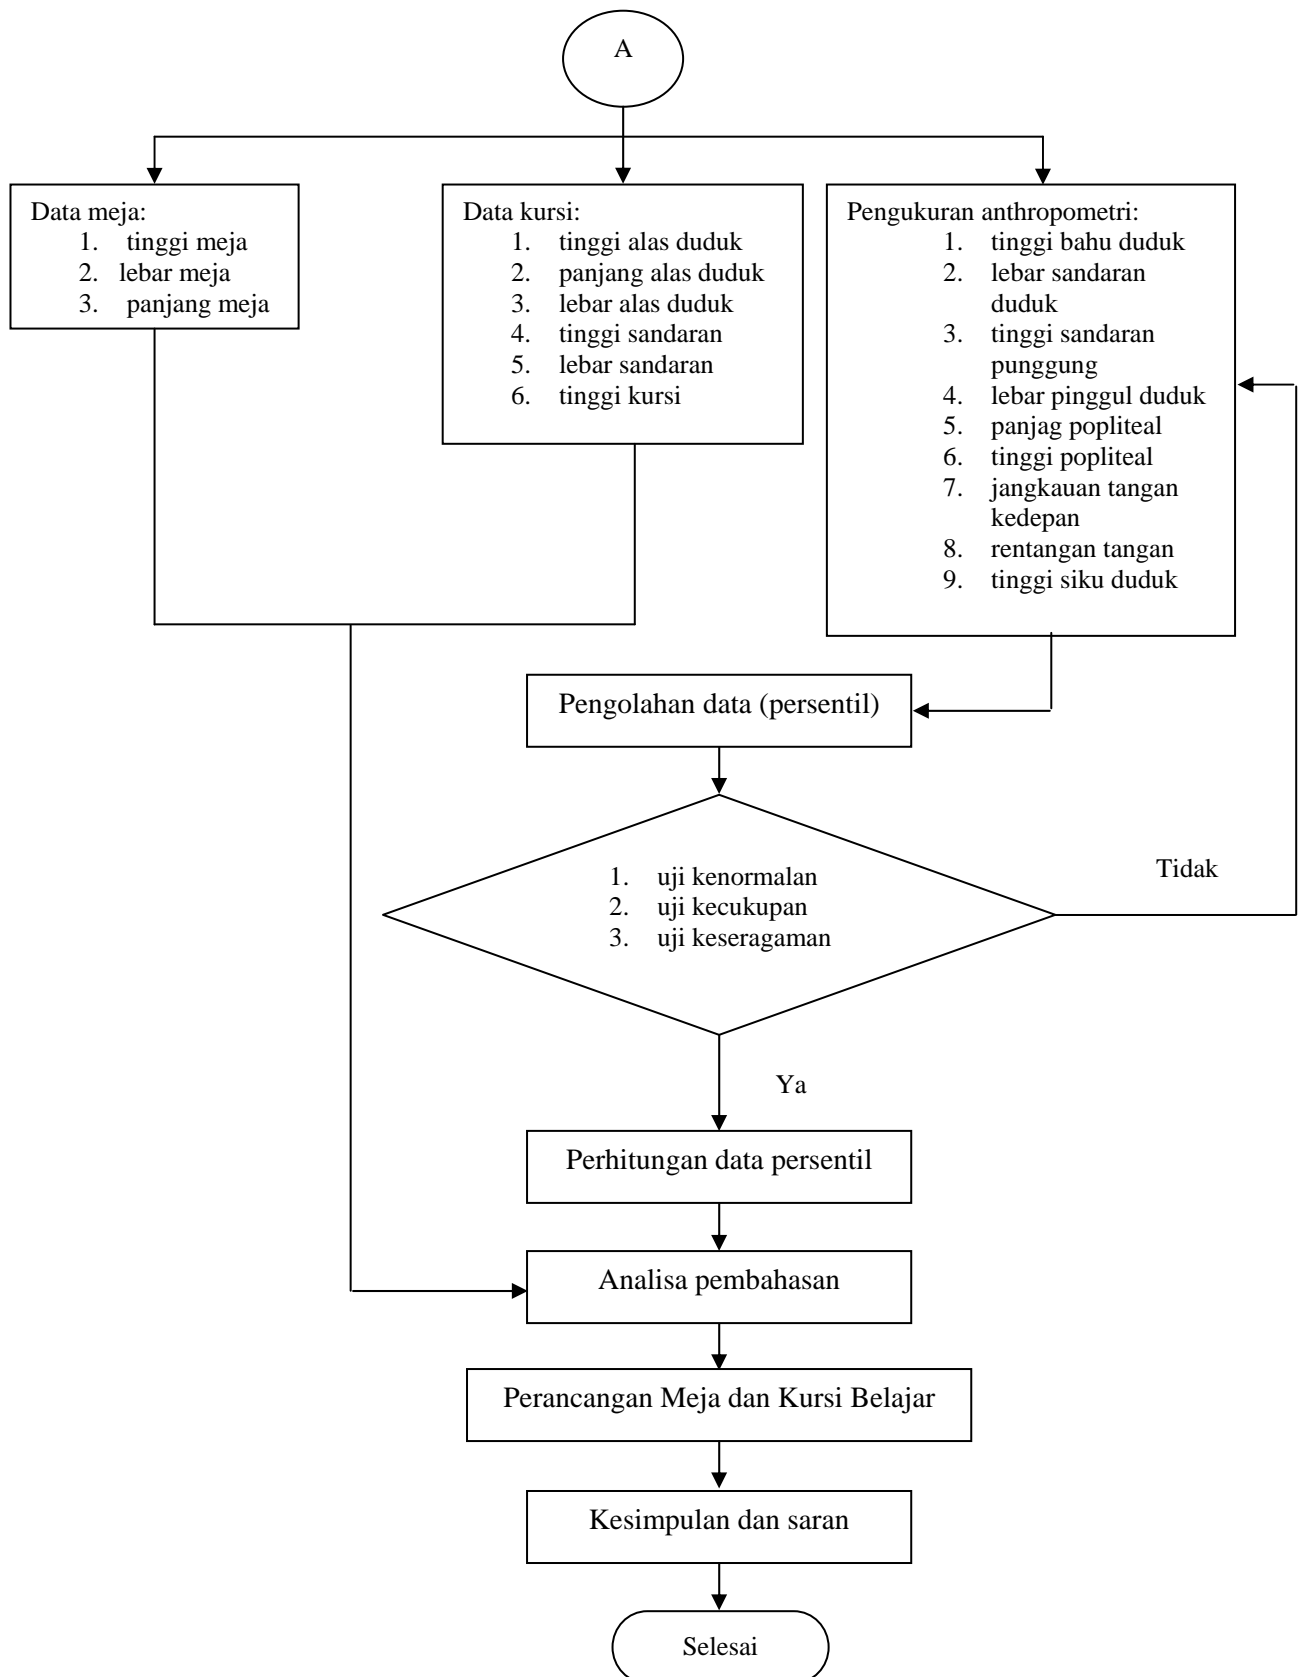 A
Data meja:
1. tinggi meja
2. lebar meja
3. panjang meja
Data kursi:
1. tinggi alas duduk
2. panjang alas duduk
3. lebar alas duduk
4. tinggi sandaran
5. lebar sandaran
6. tinggi kursi
Pengukuran anthropometri:
1. tinggi bahu duduk
2. lebar sandaran
duduk
3. tinggi sandaran
punggung
4. lebar pinggul duduk
5. panjag popliteal
6. tinggi popliteal
7. jangkauan tangan
kedepan
8. rentangan tangan
9. tinggi siku duduk
Pengolahan data (persentil)
1. uji kenormalan
2. uji kecukupan
3. uji keseragaman
Tidak
Ya
Perhitungan data persentil
Analisa pembahasan
Perancangan Meja dan Kursi Belajar
Kesimpulan dan saran
Selesai